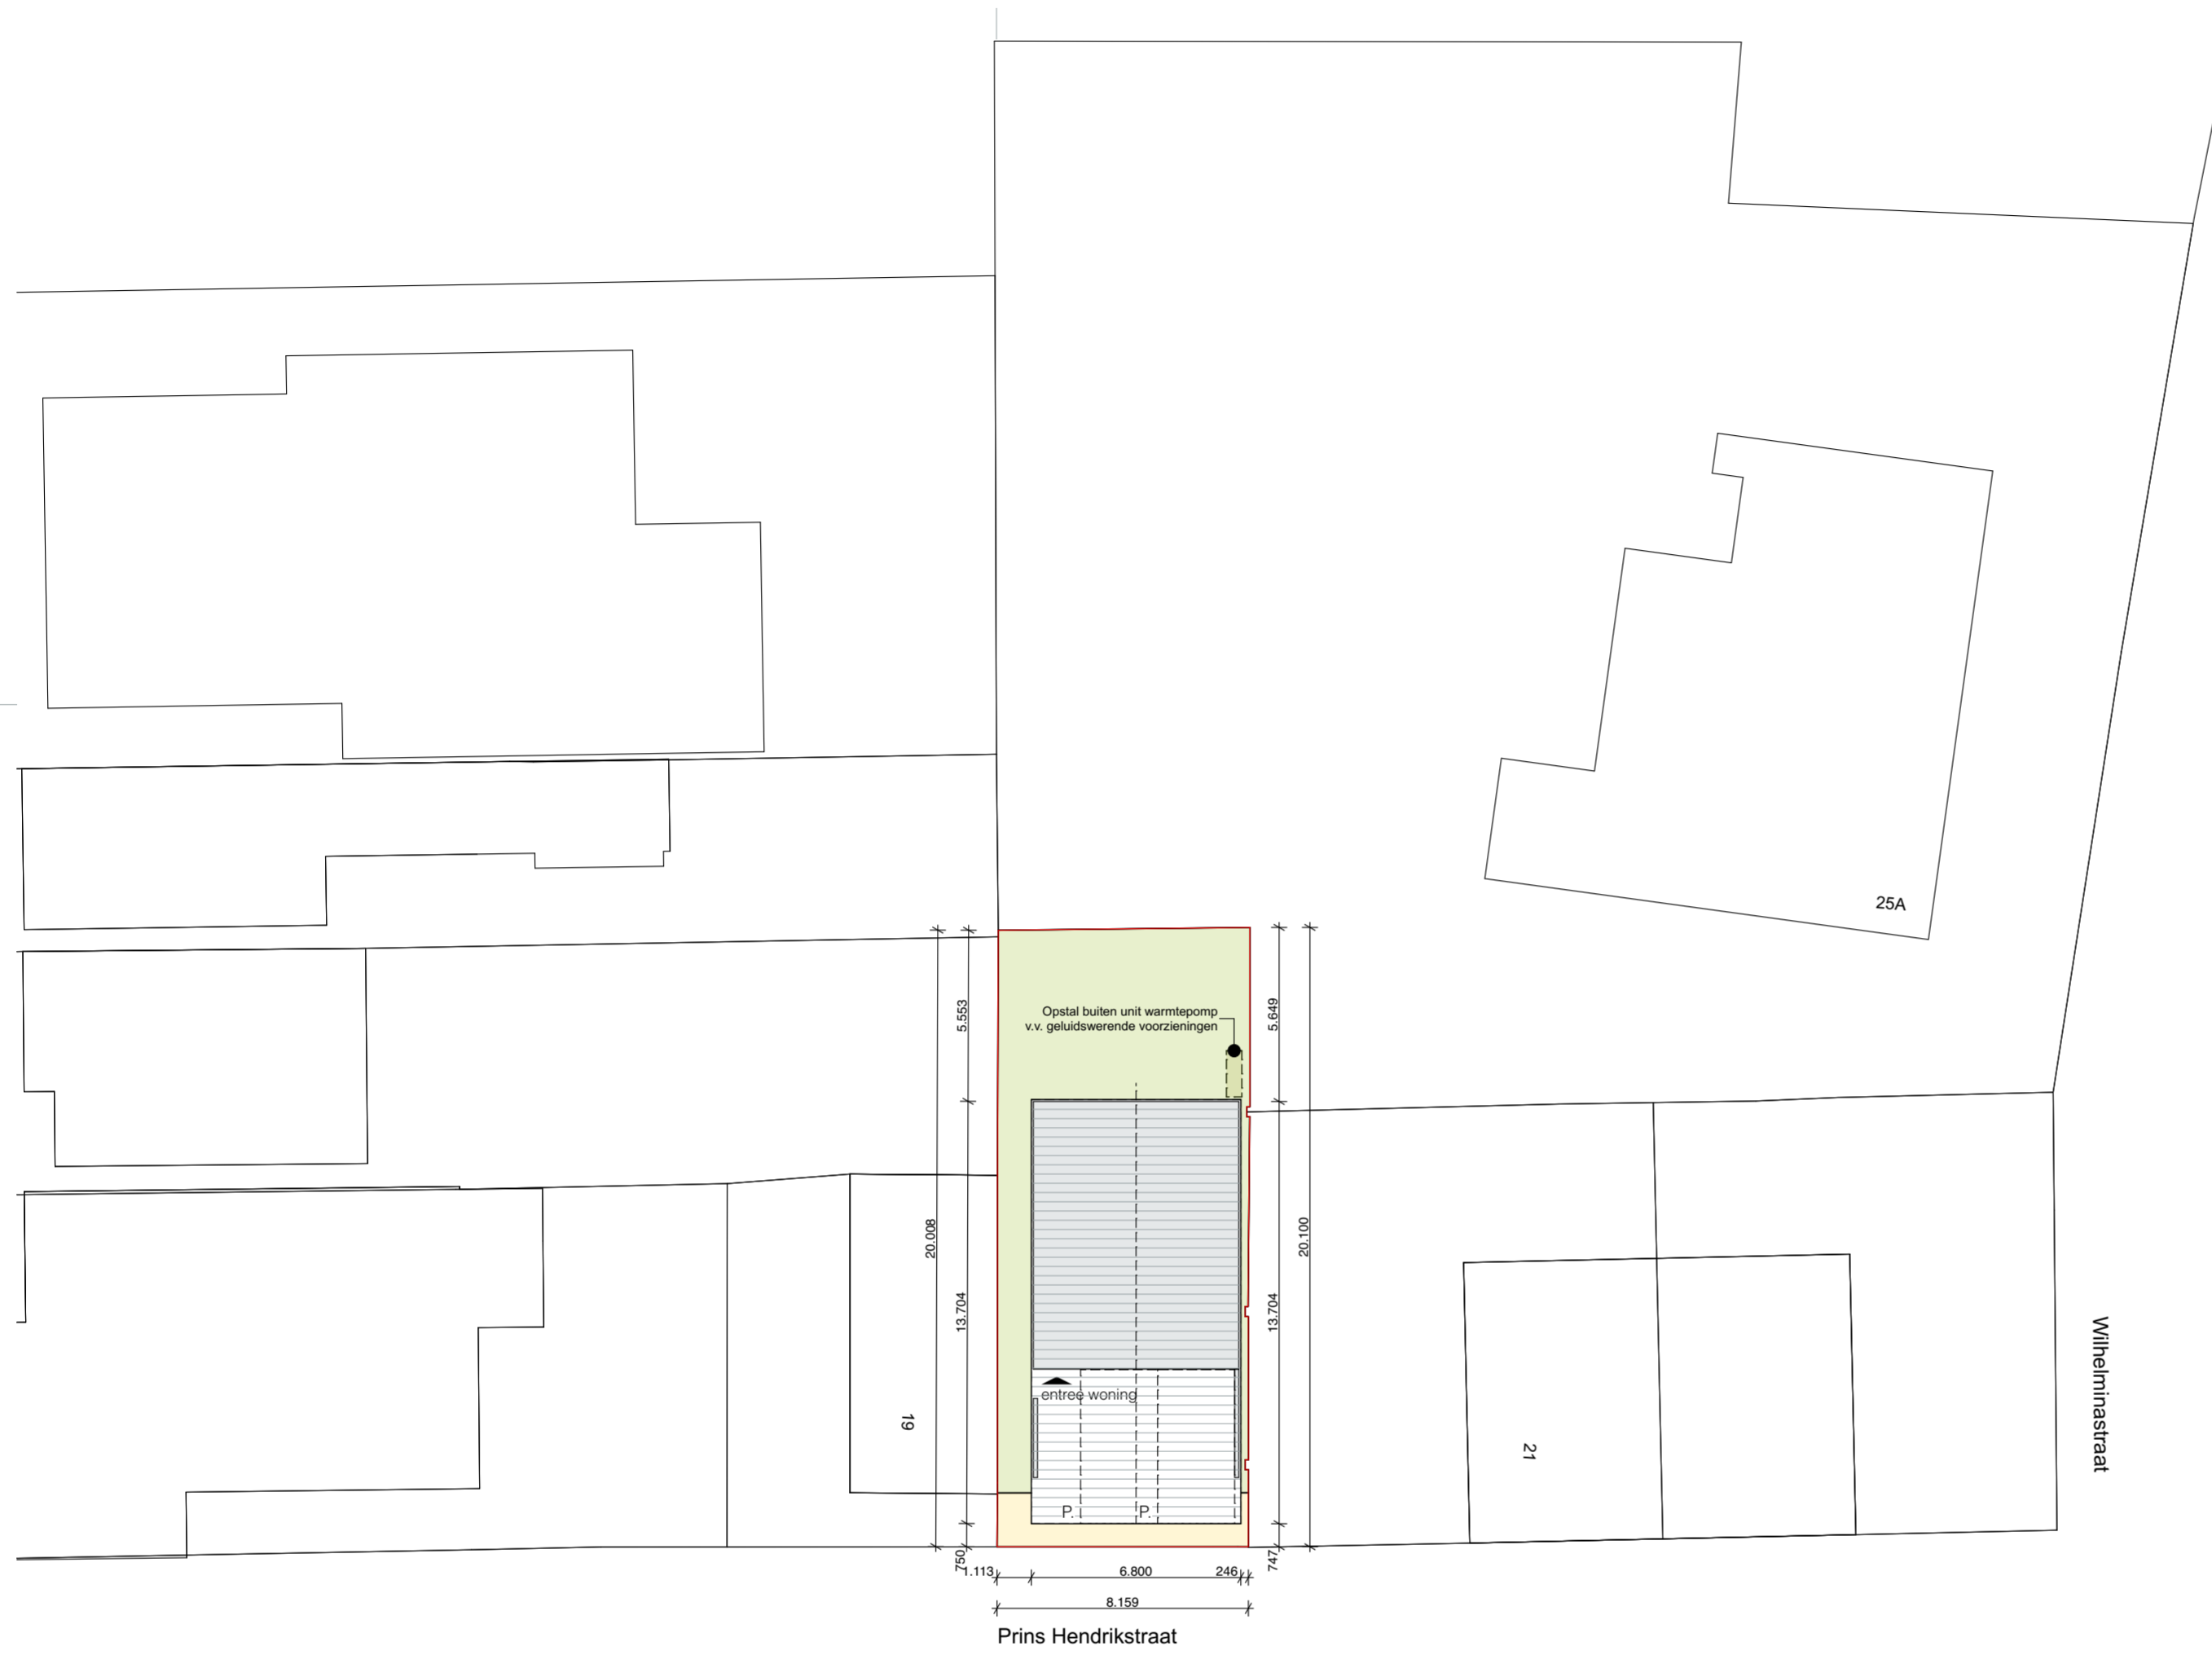 25A
Opstal buiten unit warmtepomp
v.v. geluidswerende voorzieningen
5.553
5.649
20.008
20.100
13.704
13.704
entree woning
19
21
Wilhelminastraat
P.
P.
750
747
1.113
6.800
246
8.159
Prins Hendrikstraat